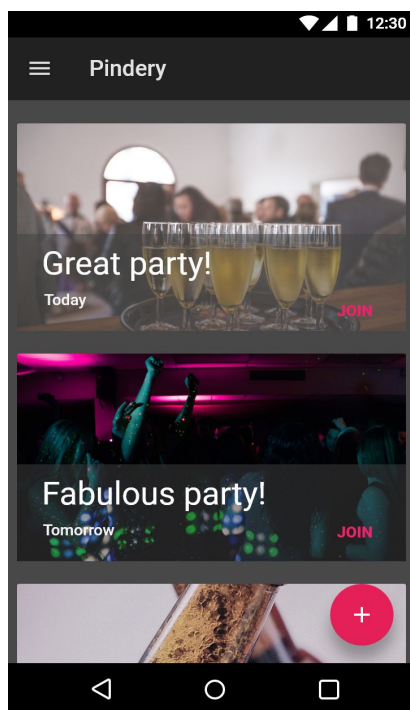 12:30
Pindery
Great party!
Today
JOIN
Fabulous party!
Tomorrow
JOIN
+